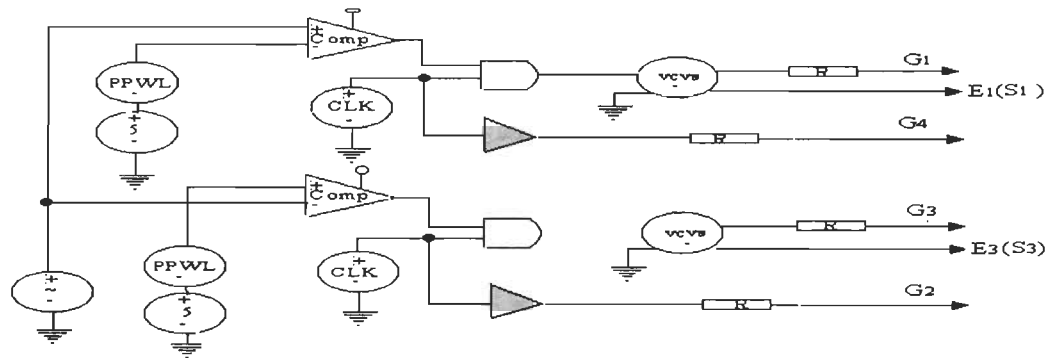 Comp
PPWL
5
CLK
VCVS
R
G1
E1(S1)
R
G4
Comp
PPWL
5
CLK
VCVS
R
G3
E3(S3)
R
G2